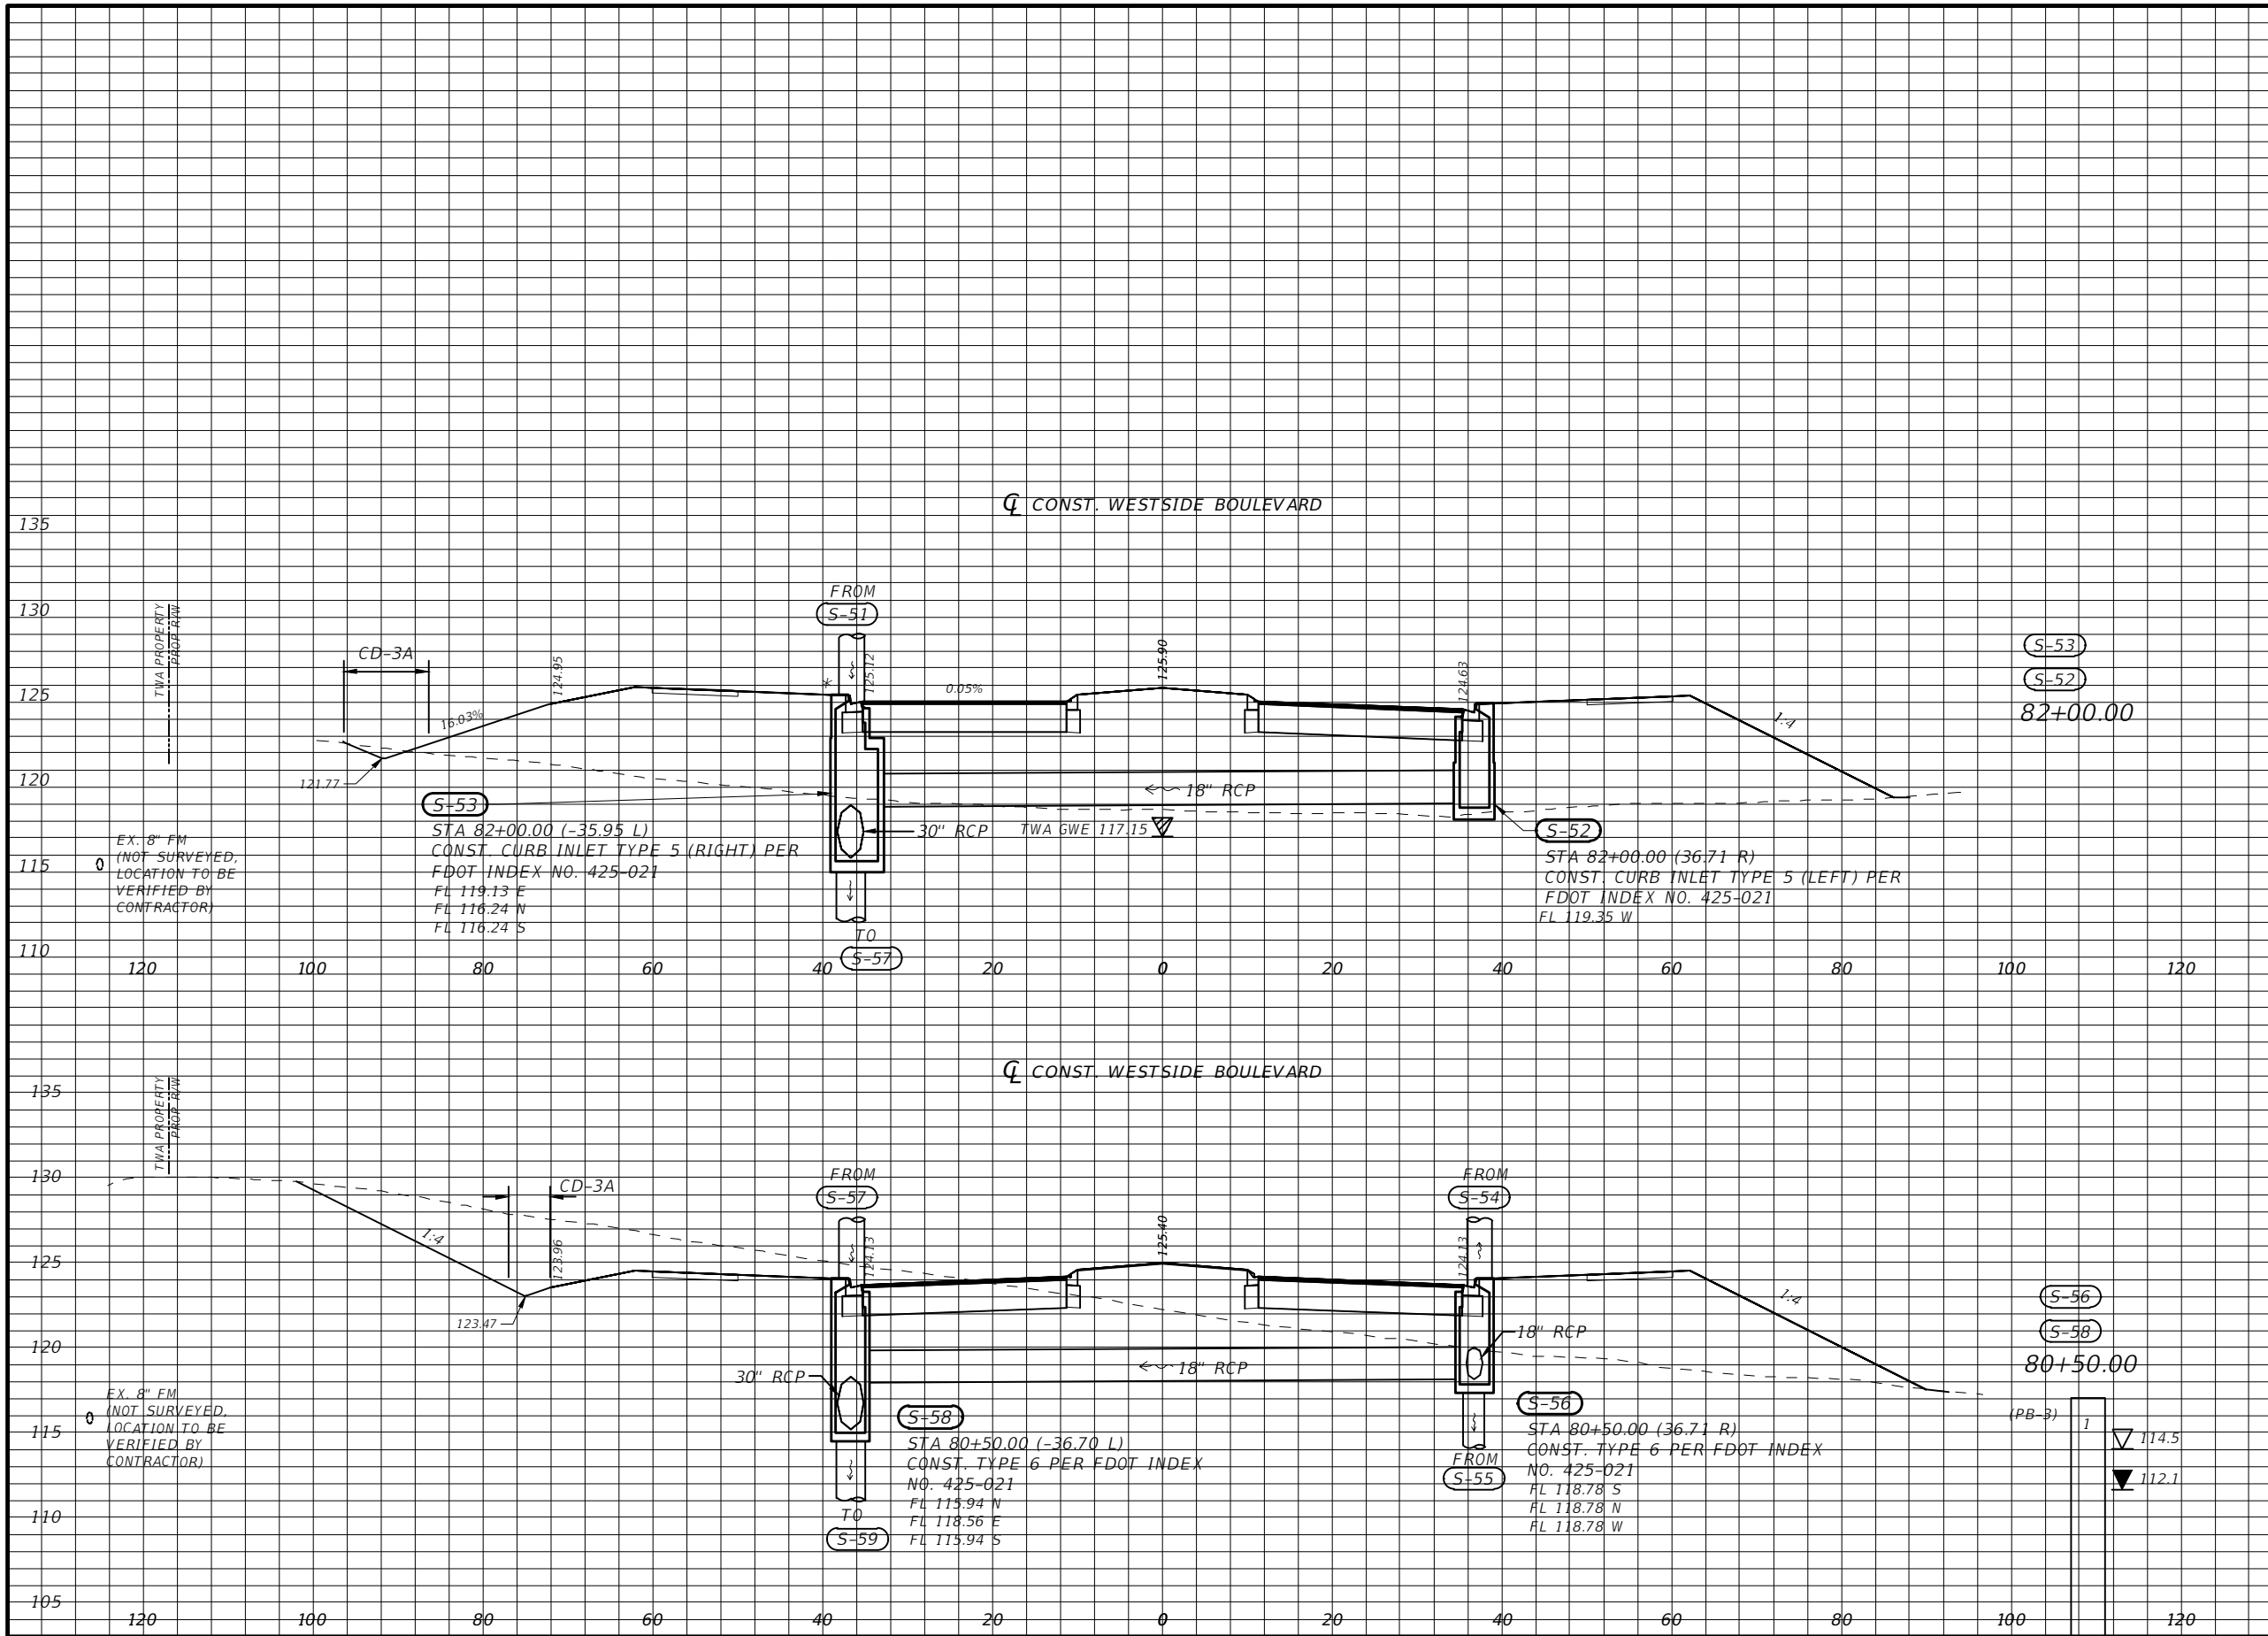 ℄ CONST. WESTSIDE BOULEVARD
135
130
125
120
115
110
TWA PROPERTY
PROP R/W
CD-3A
16.03%
121.77
124.95
FROM
S-51
*
125.12
0.05%
125.90
124.63
1:4
S-53
S-52
82+00.00
S-53
STA 82+00.00 (-35.95 L)
CONST. CURB INLET TYPE 5 (RIGHT) PER
FDOT INDEX NO. 425-021
FL 119.13 E
FL 116.24 N
FL 116.24 S
30" RCP
18" RCP
TWA GWE 117.15
S-52
STA 82+00.00 (36.71 R)
CONST. CURB INLET TYPE 5 (LEFT) PER
FDOT INDEX NO. 425-021
FL 119.35 W
EX. 8" FM
(NOT SURVEYED,
LOCATION TO BE
VERIFIED BY
CONTRACTOR)
TO
S-57
120 100 80 60 40 20 0 20 40 60 80 100 120
℄ CONST. WESTSIDE BOULEVARD
135
130
125
120
115
110
105
TWA PROPERTY
PROP R/W
CD-3A
1:4
123.96
123.47
FROM
S-57
124.13
125.40
124.13
FROM
S-54
1:4
S-56
S-58
80+50.00
30" RCP
18" RCP
18" RCP
S-58
STA 80+50.00 (-36.70 L)
CONST. TYPE 6 PER FDOT INDEX
NO. 425-021
FL 115.94 N
FL 118.56 E
FL 115.94 S
S-56
STA 80+50.00 (36.71 R)
CONST. TYPE 6 PER FDOT INDEX
NO. 425-021
FL 118.78 S
FL 118.78 N
FL 118.78 W
FROM
S-55
TO
S-59
EX. 8" FM
(NOT SURVEYED,
LOCATION TO BE
VERIFIED BY
CONTRACTOR)
(PB-3)
1
114.5
112.1
120 100 80 60 40 20 0 20 40 60 80 100 120